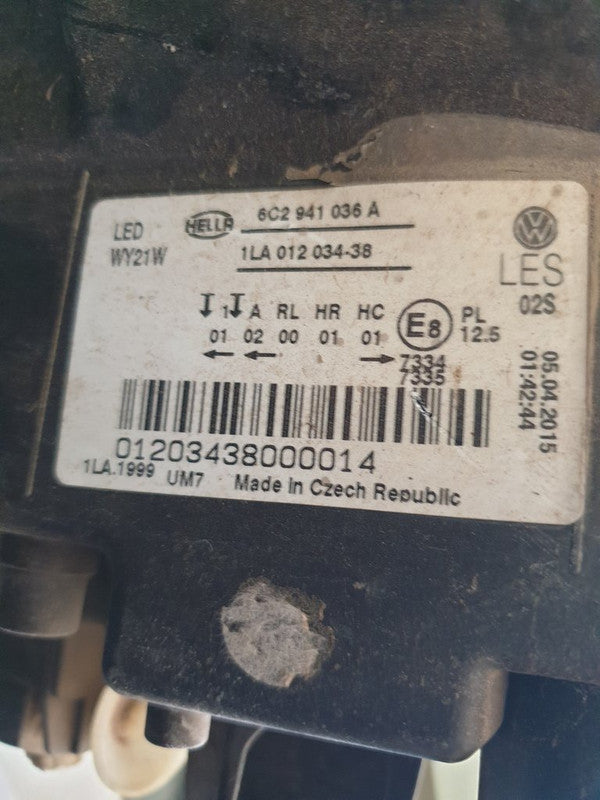 LED
WY21W
HELLA
6C2 941 036 A
1LA 012 034-38
VW
LES
02S
1 A RL HR HC
01 02 00 01 01
E8
PL
12.5
7334
7335
05.04.2015
01:42:44
01203438000014
1LA.1999 UM7 Made in Czech Republic